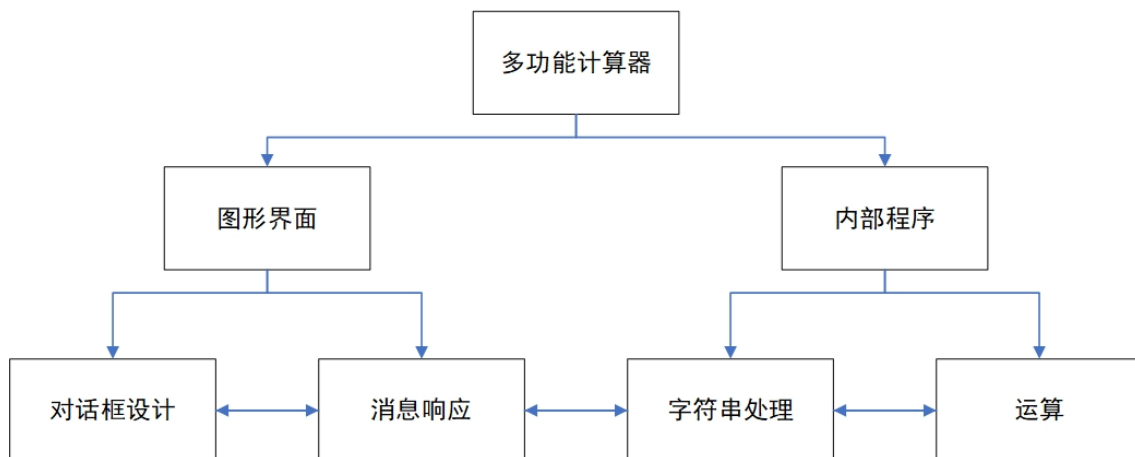 多功能计算器
图形界面
内部程序
对话框设计
消息响应
字符串处理
运算